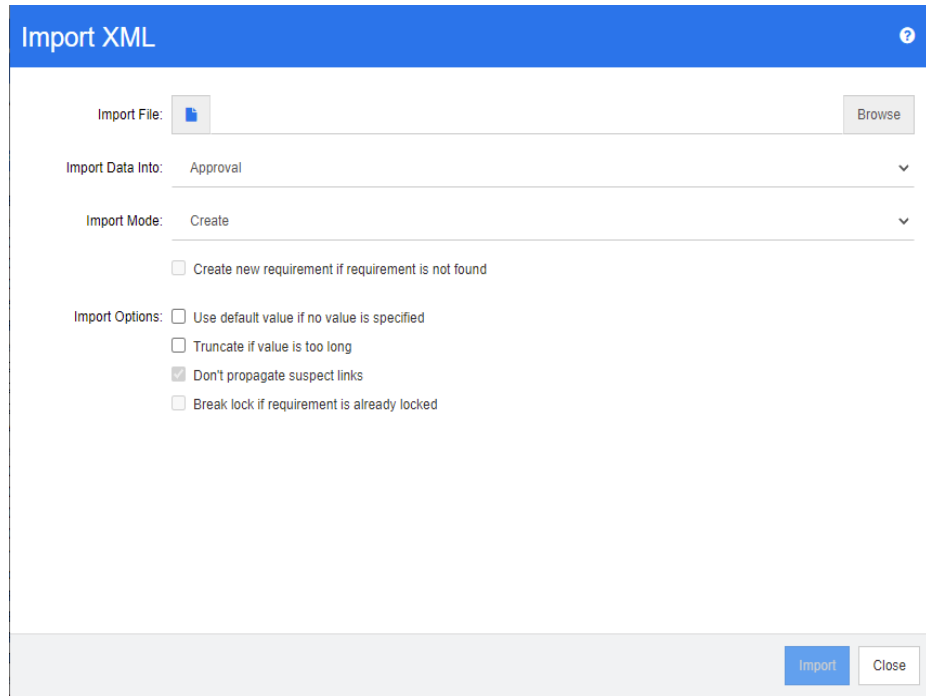 Import XML
Import File: Browse
Import Data Into: Approval
Import Mode: Create
Create new requirement if requirement is not found
Import Options: Use default value if no value is specified
Truncate if value is too long
Don't propagate suspect links
Break lock if requirement is already locked
Import Close